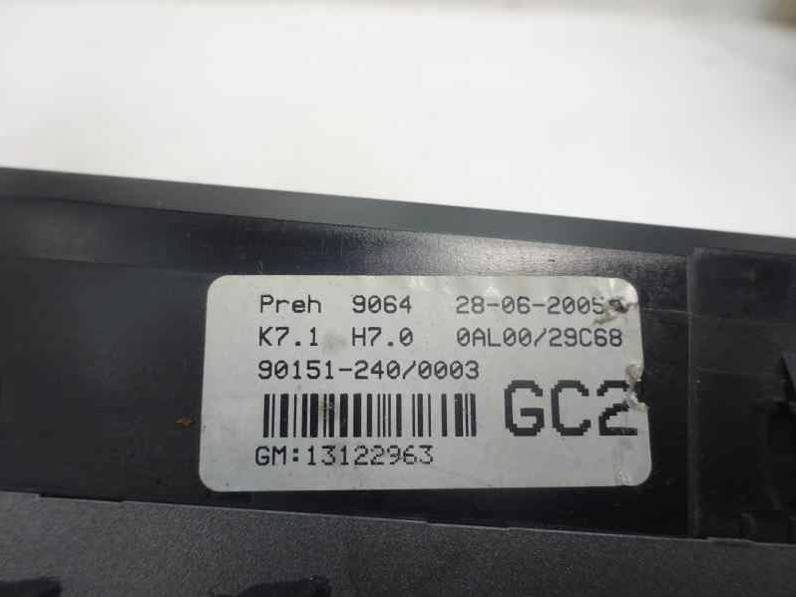 Preh 9064 28-06-2005
K7.1 H7.0 0AL00/29C68
90151-240/0003
GC2
GM:13122963